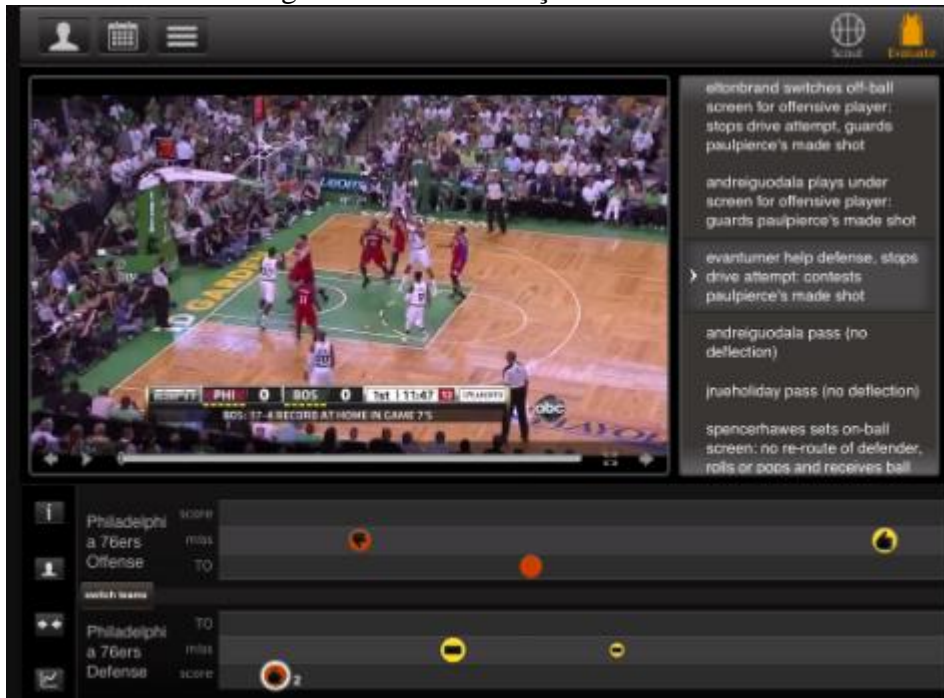 Scout
Evaluate
eltonbrand switches off-ball
screen for offensive player:
stops drive attempt, guards
paulpierce's made shot
andreiguodala plays under
screen for offensive player:
guards paulpierce's made shot
evanturner help defense, stops
drive attempt: contests
paulpierce's made shot
andreiguodala pass (no
deflection)
jrueholiday pass (no deflection)
spencerhawes sets on-ball
screen: no re-route of defender,
rolls or pops and receives ball
GARDEN
PHI 0 BOS 0 1st 11:47 PLAYOFFS
BOS: 17-4 RECORD AT HOME IN GAME 7'S
abc
Philadelphi
a 76ers
Offense
score
miss
TO
switch teams
Philadelphi
a 76ers
Defense
TO
miss
score
2